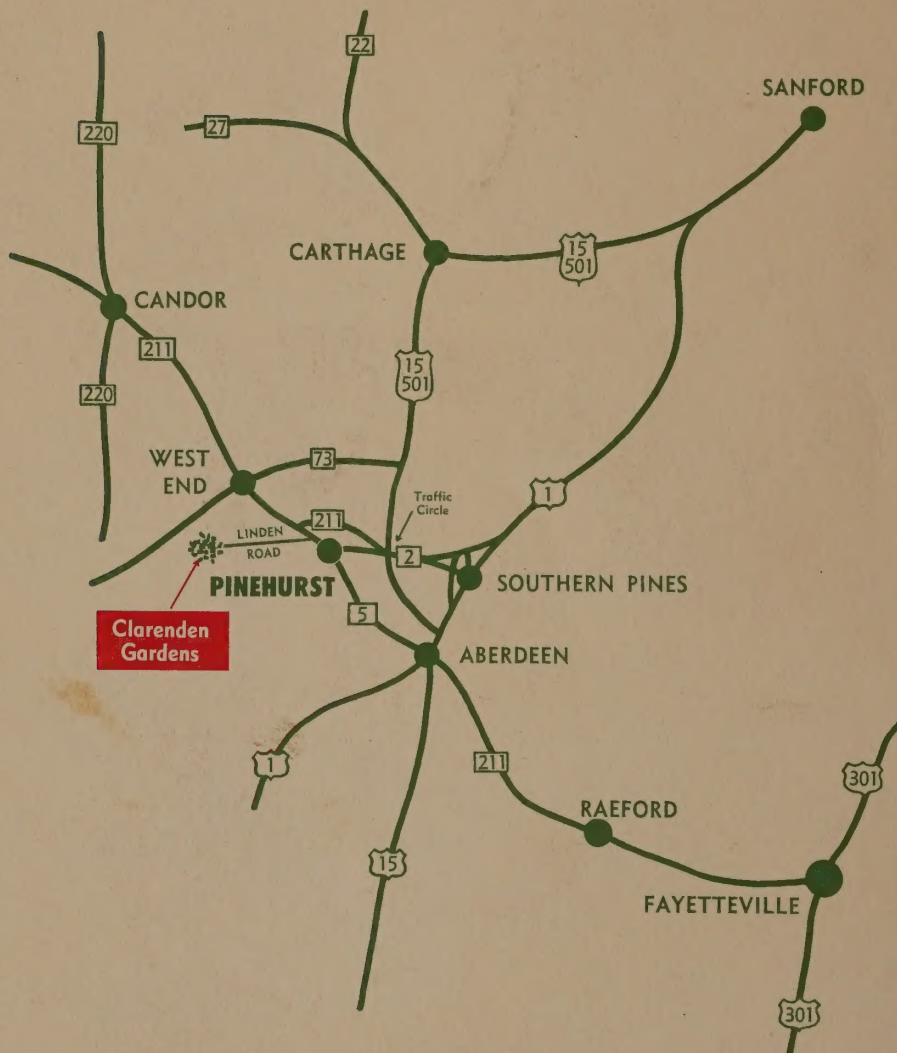 22
SANFORD
220
27
CARTHAGE
15
501
CANDOR
211
15
501
220
WEST
END
73
1
Traffic
Circle
211
LINDEN
ROAD
2
PINEHURST
SOUTHERN PINES
5
Clarenden
Gardens
ABERDEEN
1
211
301
RAEFORD
15
FAYETTEVILLE
301